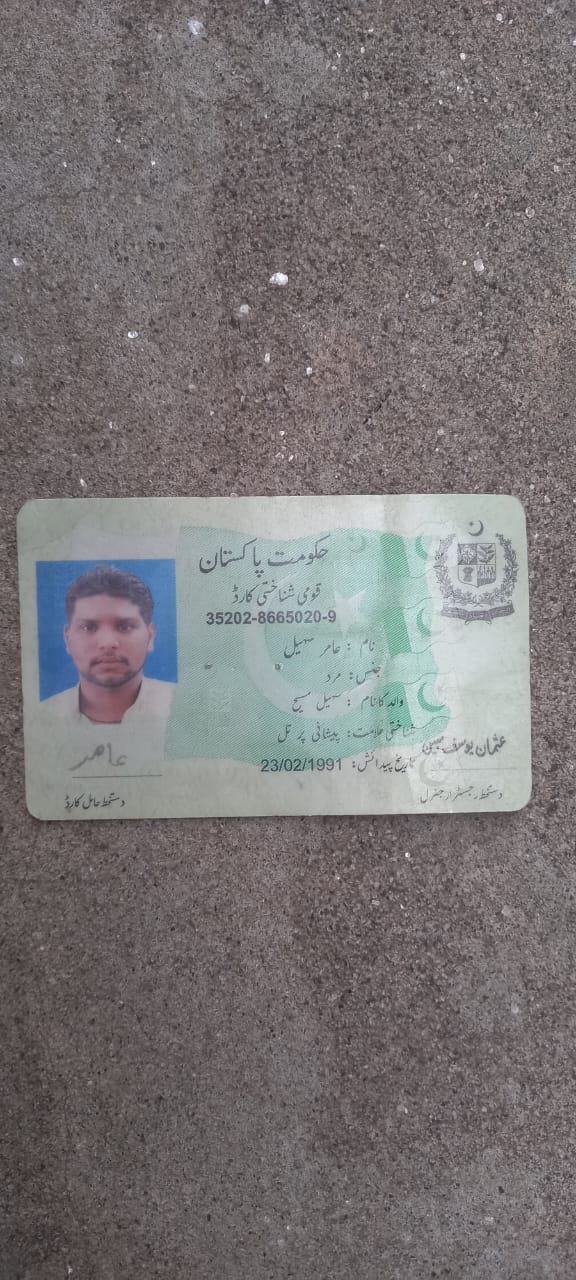 حکومت پاکستان
قومی شناختی کارڈ
35202-8665020-9
نام : عامر سہیل
جنس: مرد
والد کا نام : سہیل مسیح
شناختی علامت: پیشانی پر تل
تاریخ پیدائش: 23/02/1991
عثمان یوسف مبین
عامر
دستخط رجسٹرار جنرل
دستخط حامل کارڈ